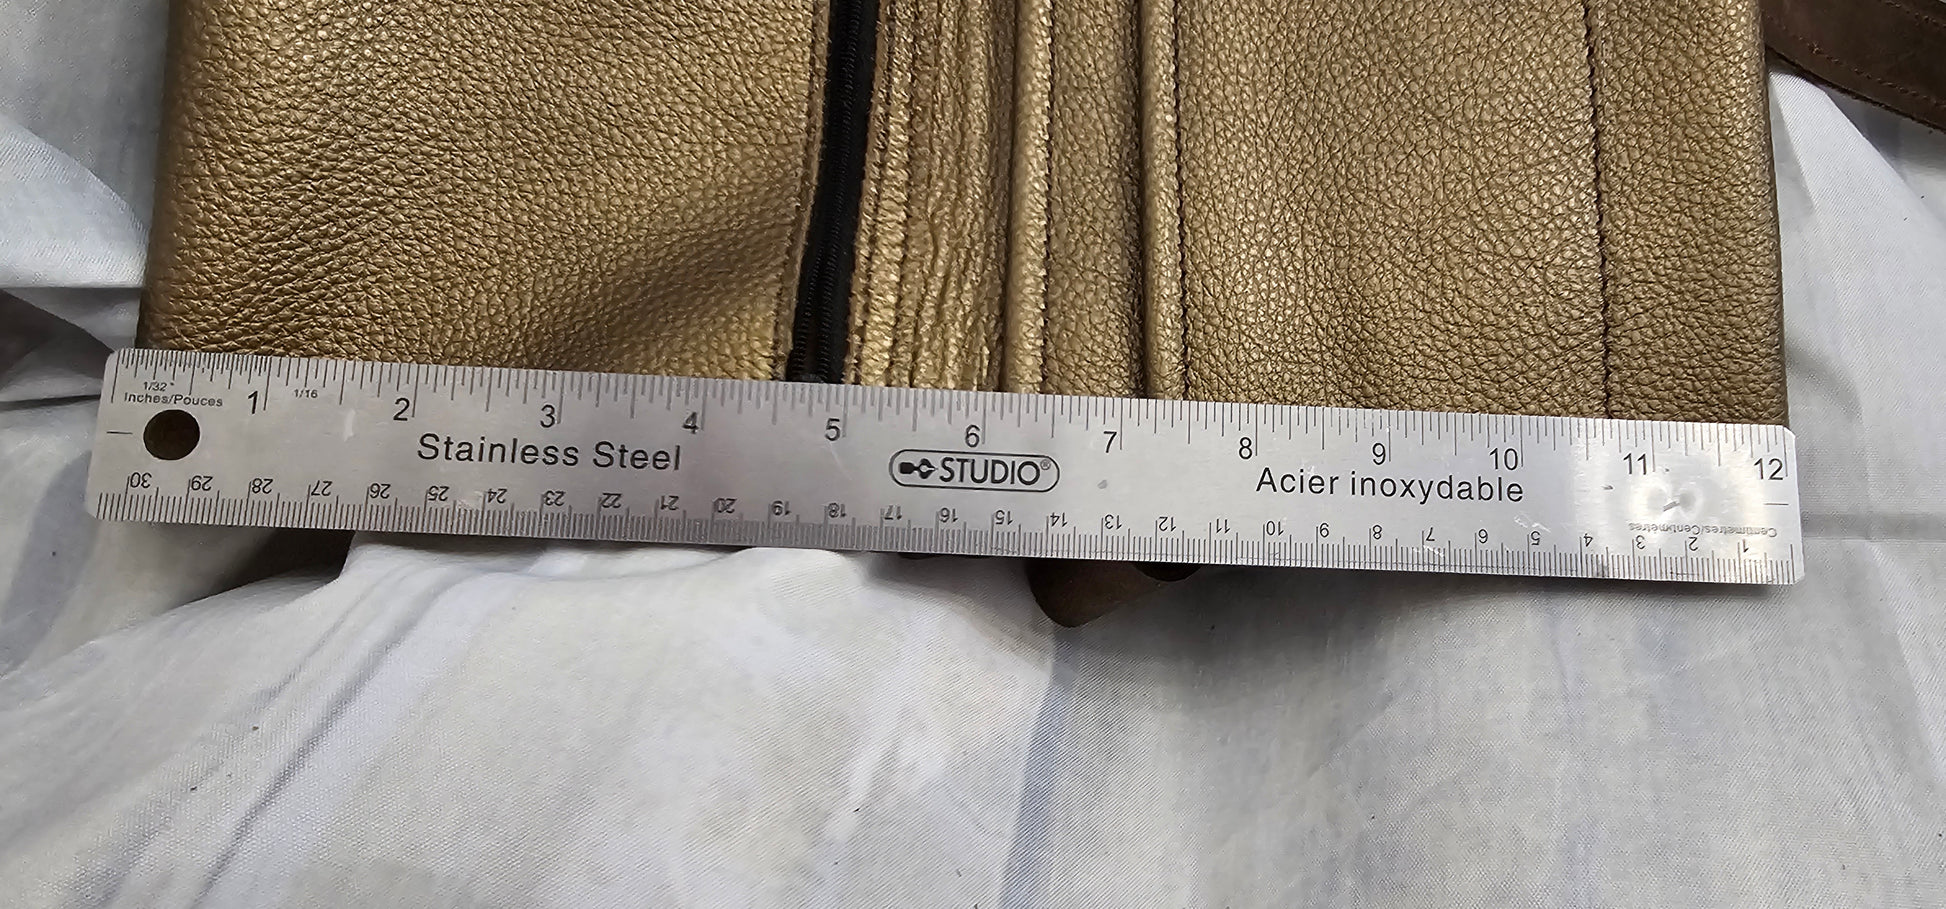 1/32"
Inches/Pouces
1/16
1 2 3 4 5 6 7 8 9 10 11 12
Stainless Steel
STUDIO®
Acier inoxydable
30 29 28 27 26 25 24 23 22 21 20 19 18 17 16 15 14 13 12 11 10 9 8 7 6 5 4 3 2 1
Centimetres/Centimètres